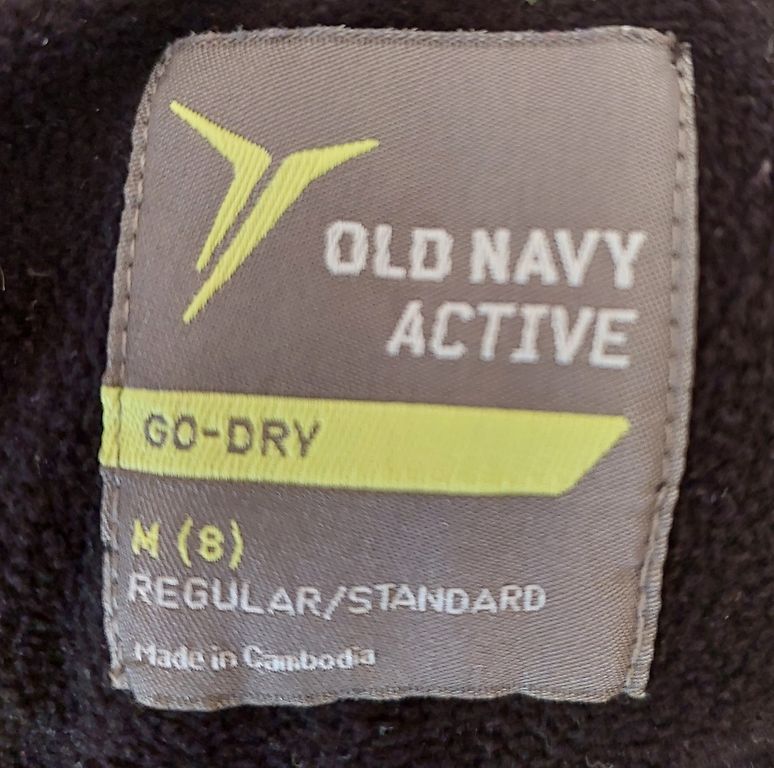 OLD NAVY
ACTIVE
GO-DRY
M (8)
REGULAR/STANDARD
Made in Cambodia